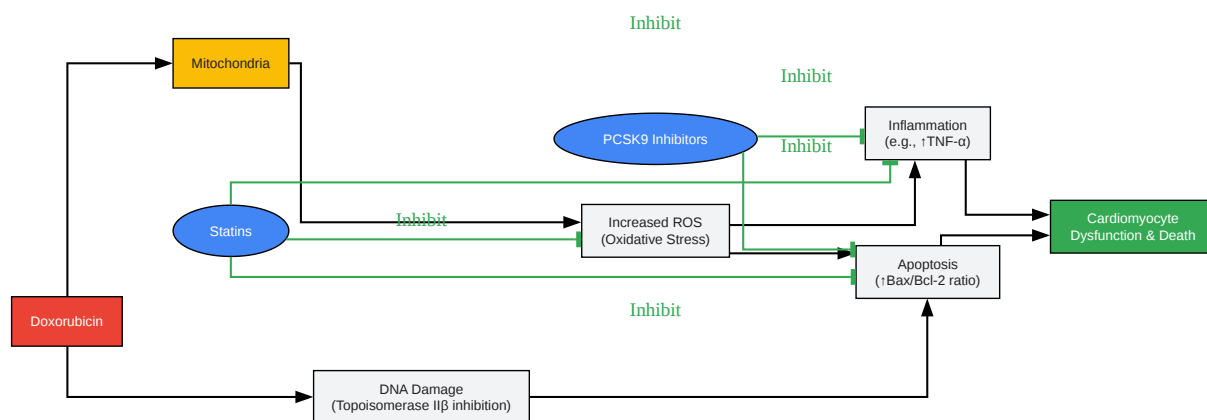 Inhibit
Mitochondria
Inhibit
Inflammation
(e.g., ↑TNF-α)
PCSK9 Inhibitors
Inhibit
Increased ROS
(Oxidative Stress)
Inhibit
Statins
Cardiomyocyte
Dysfunction & Death
Apoptosis
(↑Bax/Bcl-2 ratio)
Inhibit
Doxorubicin
DNA Damage
(Topoisomerase IIβ inhibition)